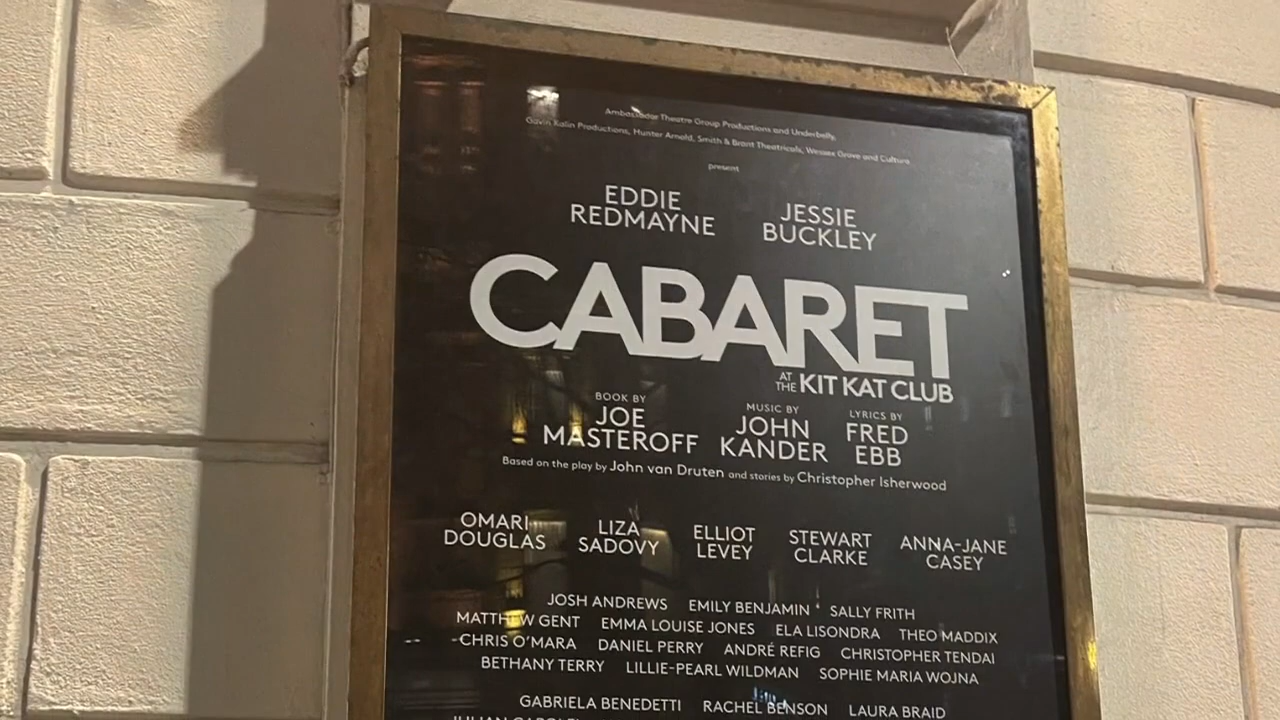 Ambassador Theatre Group Productions and Underbelly,
Gavin Kalin Productions, Hunter Arnold, Smith & Brant Theatricals, Wessex Grove and Culture
present
EDDIE REDMAYNE
JESSIE BUCKLEY
CABARET
AT THE KIT KAT CLUB
BOOK BY
JOE MASTEROFF
MUSIC BY
JOHN KANDER
LYRICS BY
FRED EBB
Based on the play by John van Druten and stories by Christopher Isherwood
OMARI DOUGLAS
LIZA SADOVY
ELLIOT LEVEY
STEWART CLARKE
ANNA-JANE CASEY
JOSH ANDREWS EMILY BENJAMIN SALLY FRITH
MATTHEW GENT EMMA LOUISE JONES ELA LISONDRA THEO MADDIX
CHRIS O'MARA DANIEL PERRY ANDRÉ REFIG CHRISTOPHER TENDAI
BETHANY TERRY LILLIE-PEARL WILDMAN SOPHIE MARIA WOJNA
GABRIELA BENEDETTI RACHEL BENSON LAURA BRAID